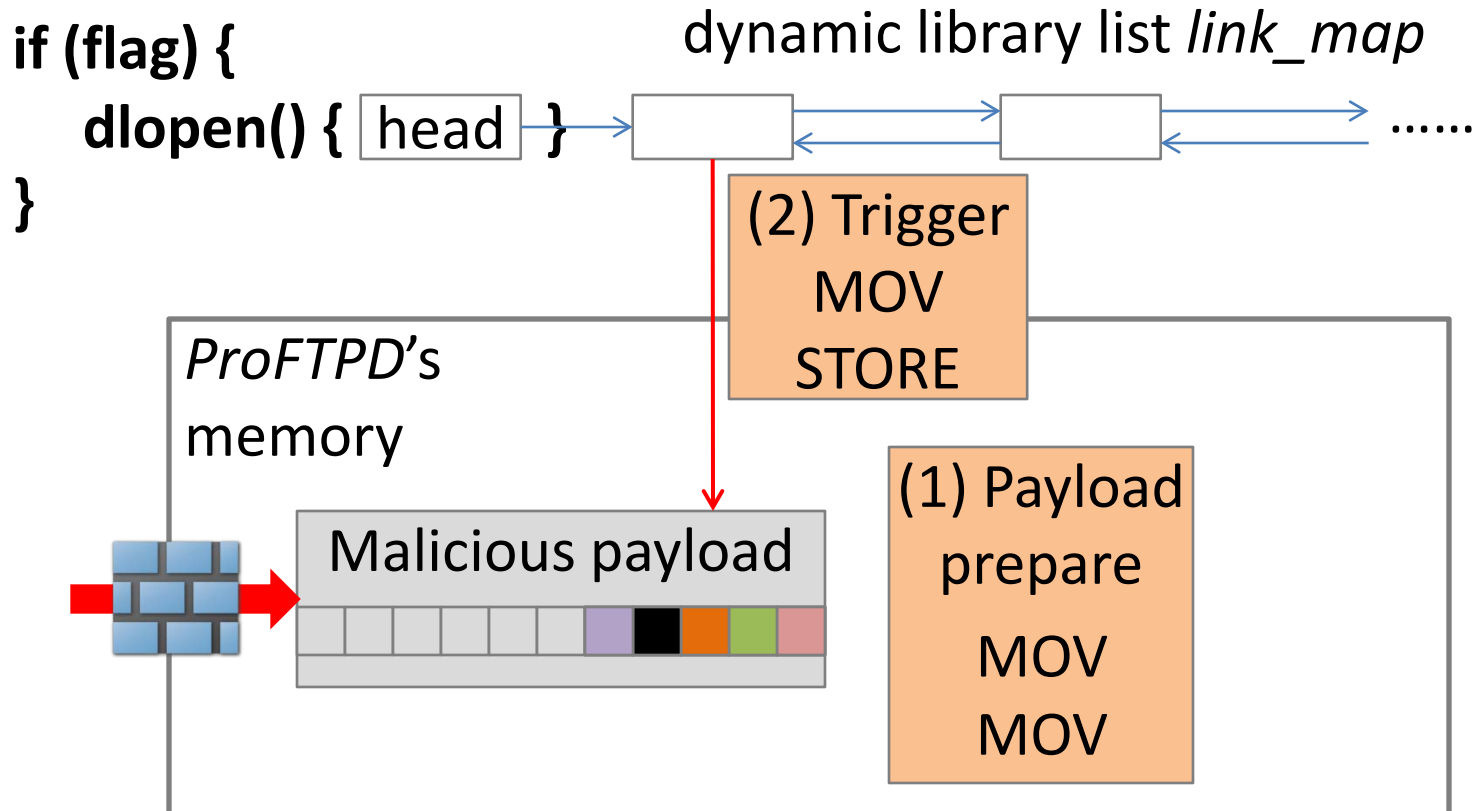 if (flag) {
dynamic library list link_map
dlopen() { head }
......
}
(2) Trigger
MOV
STORE
ProFTPD's
memory
(1) Payload
prepare
MOV
MOV
Malicious payload